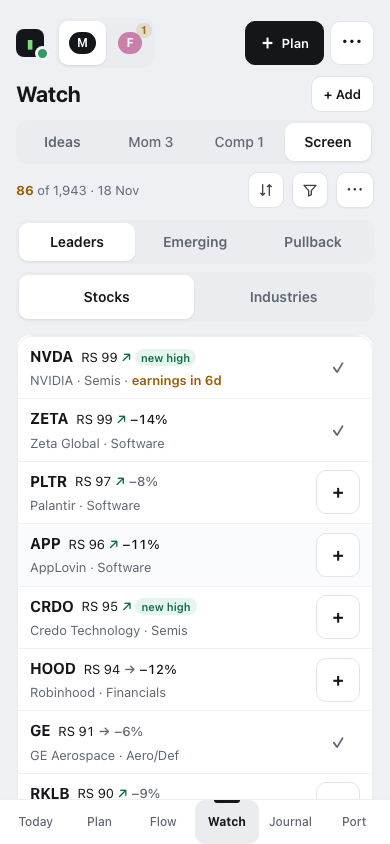 M F 1 + Plan ···
Watch + Add
Ideas Mom 3 Comp 1 Screen
86 of 1,943 · 18 Nov ···
Leaders Emerging Pullback
Stocks Industries
NVDA RS 99 ↗ new high
NVIDIA · Semis · earnings in 6d ✓
ZETA RS 99 ↗ −14%
Zeta Global · Software ✓
PLTR RS 97 ↗ −8%
Palantir · Software +
APP RS 96 ↗ −11%
AppLovin · Software +
CRDO RS 95 ↗ new high
Credo Technology · Semis +
HOOD RS 94 → −12%
Robinhood · Financials +
GE RS 91 → −6%
GE Aerospace · Aero/Def ✓
RKLB RS 90 ↗ −9%
Today Plan Flow Watch Journal Port